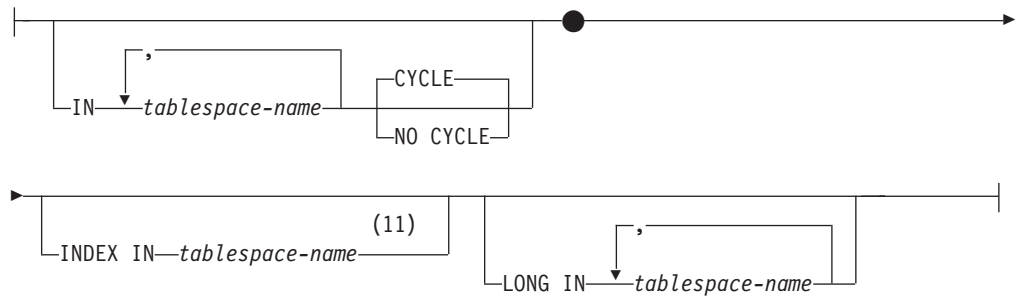 ,
CYCLE
IN tablespace-name
NO CYCLE
(11)
INDEX IN tablespace-name
,
LONG IN tablespace-name